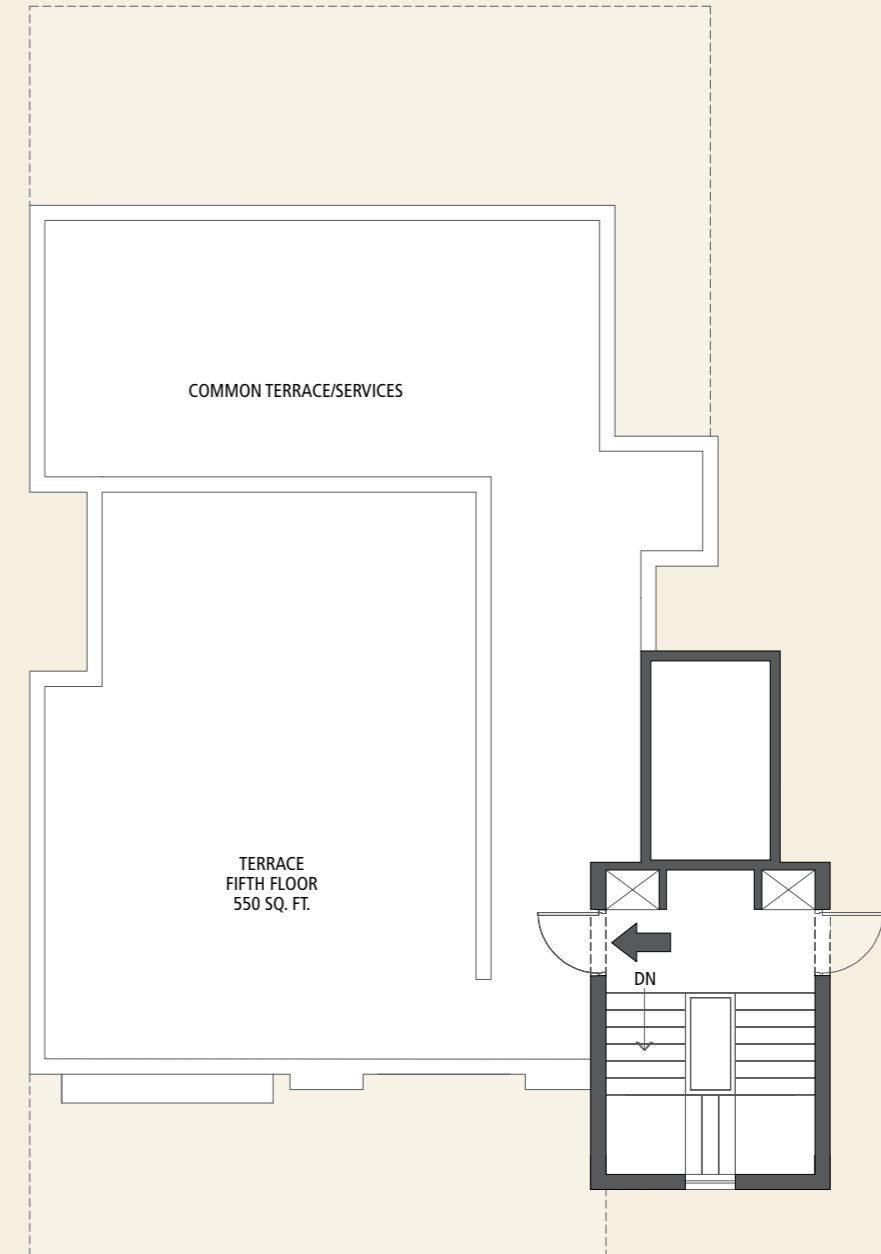 COMMON TERRACE/SERVICES
TERRACE
FIFTH FLOOR
550 SQ. FT.
DN